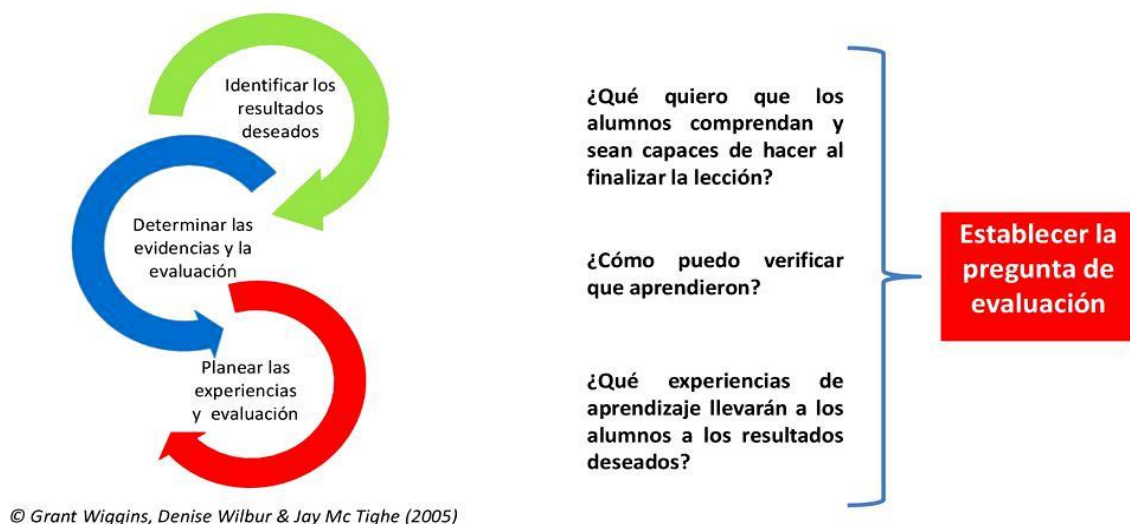 Identificar los
resultados
deseados
Determinar las
evidencias y la
evaluación
Planear las
experiencias
y evaluación
© Grant Wiggins, Denise Wilbur & Jay Mc Tighe (2005)
¿Qué quiero que los
alumnos comprendan y
sean capaces de hacer al
finalizar la lección?
¿Cómo puedo verificar
que aprendieron?
¿Qué experiencias de
aprendizaje llevarán a los
alumnos a los resultados
deseados?
Establecer la
pregunta de
evaluación